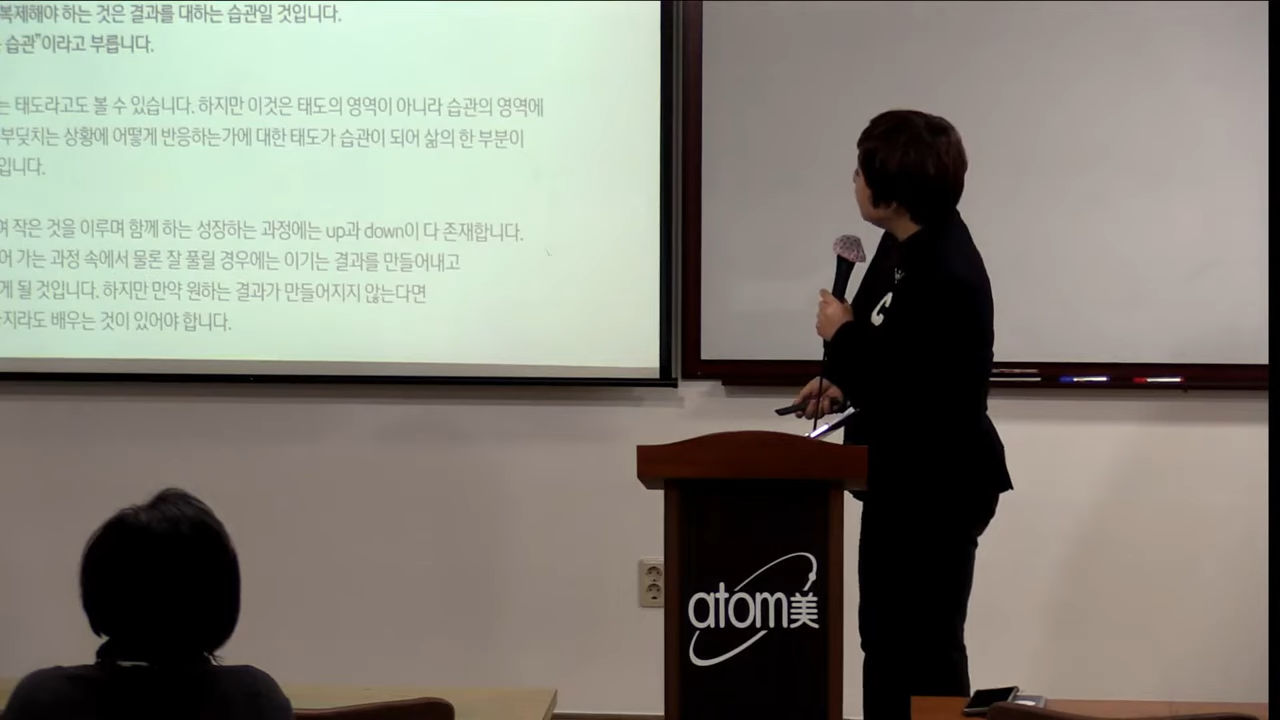 복제해야 하는 것은 결과를 대하는 습관일 것입니다.
습관"이라고 부릅니다.
는 태도라고도 볼 수 있습니다. 하지만 이것은 태도의 영역이 아니라 습관의 영역에
부딪치는 상황에 어떻게 반응하는가에 대한 태도가 습관이 되어 삶의 한 부분이
입니다.
여 작은 것을 이루며 함께 하는 성장하는 과정에는 up과 down이 다 존재합니다.
어 가는 과정 속에서 물론 잘 풀릴 경우에는 이기는 결과를 만들어내고
게 될 것입니다. 하지만 만약 원하는 결과가 만들어지지 않는다면
지라도 배우는 것이 있어야 합니다.
C
atom美